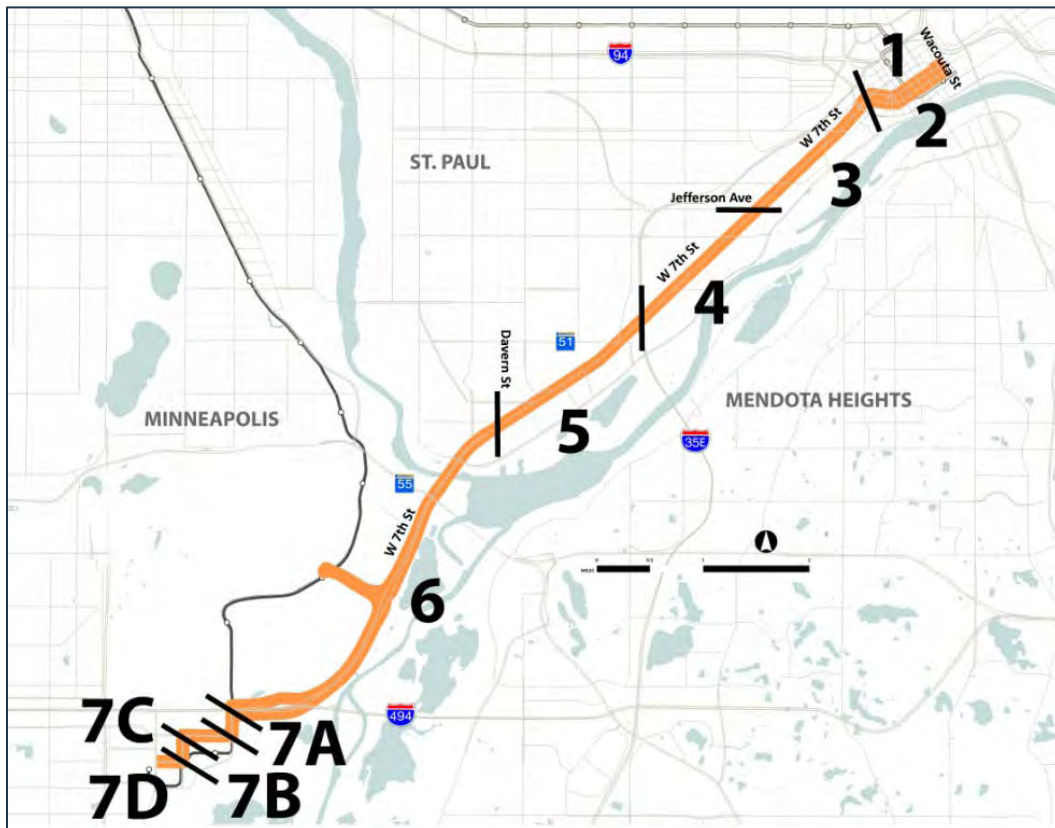 94
1
Wacouta St
2
W 7th St
ST. PAUL
3
Jefferson Ave
W 7th St
4
51
Davern St
MENDOTA HEIGHTS
MINNEAPOLIS
5
35E
55
W 7th St
6
7C
494
7A
7D
7B